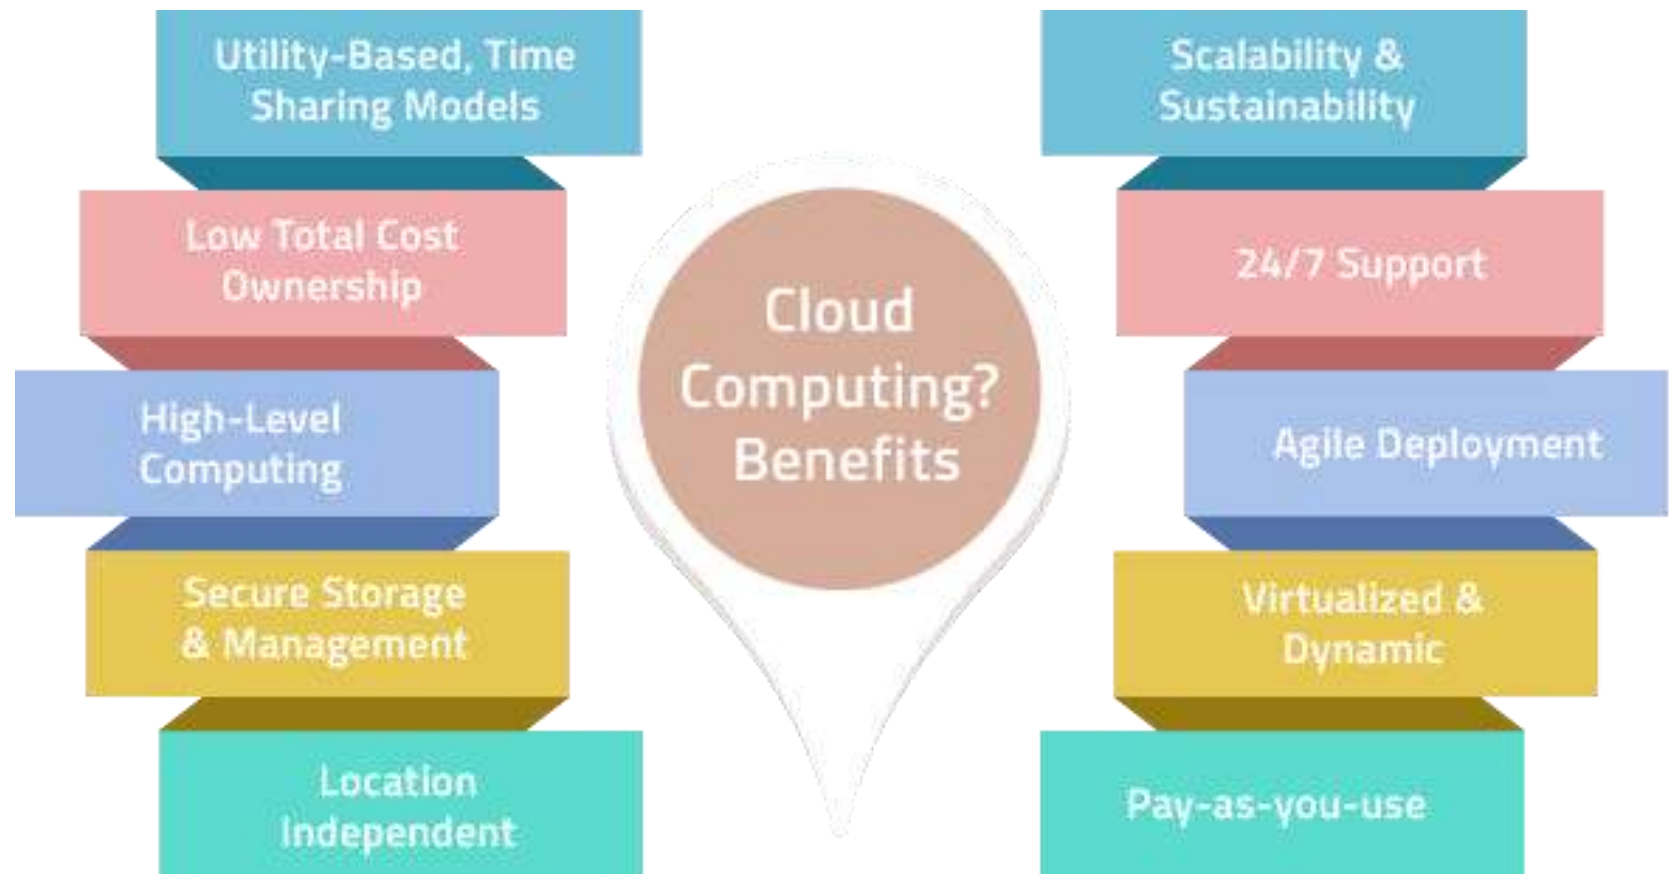 Utility-Based, Time
Sharing Models
Low Total Cost
Ownership
High-Level
Computing
Secure Storage
& Management
Location
Independent
Cloud
Computing?
Benefits
Scalability &
Sustainability
24/7 Support
Agile Deployment
Virtualized &
Dynamic
Pay-as-you-use